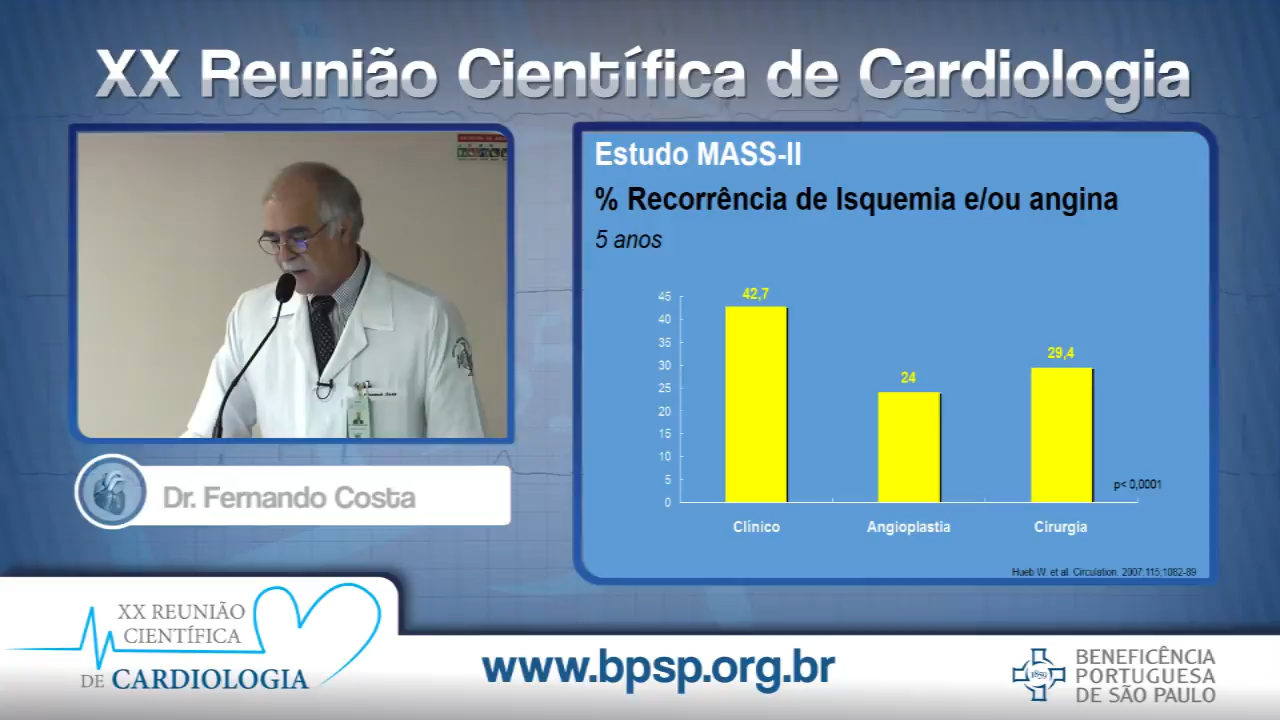 XX Reunião Científica de Cardiologia
Estudo MASS-II
% Recorrência de Isquemia e/ou angina
5 anos
45
40
35
30
25
20
15
10
5
0
42,7
24
29,4
p< 0,0001
Clínico
Angioplastia
Cirurgia
Hueb W. et al. Circulation. 2007;115;1082-89
Dr. Fernando Costa
XX REUNIÃO
CIENTÍFICA
DE CARDIOLOGIA
www.bpsp.org.br
1859
BENEFICÊNCIA
PORTUGUESA
DE SÃO PAULO